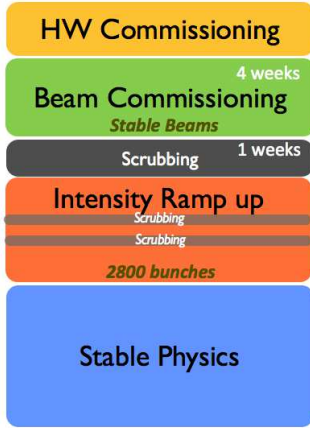 HW Commissioning
4 weeks
Beam Commissioning
Stable Beams
1 weeks
Scrubbing
Intensity Ramp up
Scrubbing
Scrubbing
2800 bunches
Stable Physics